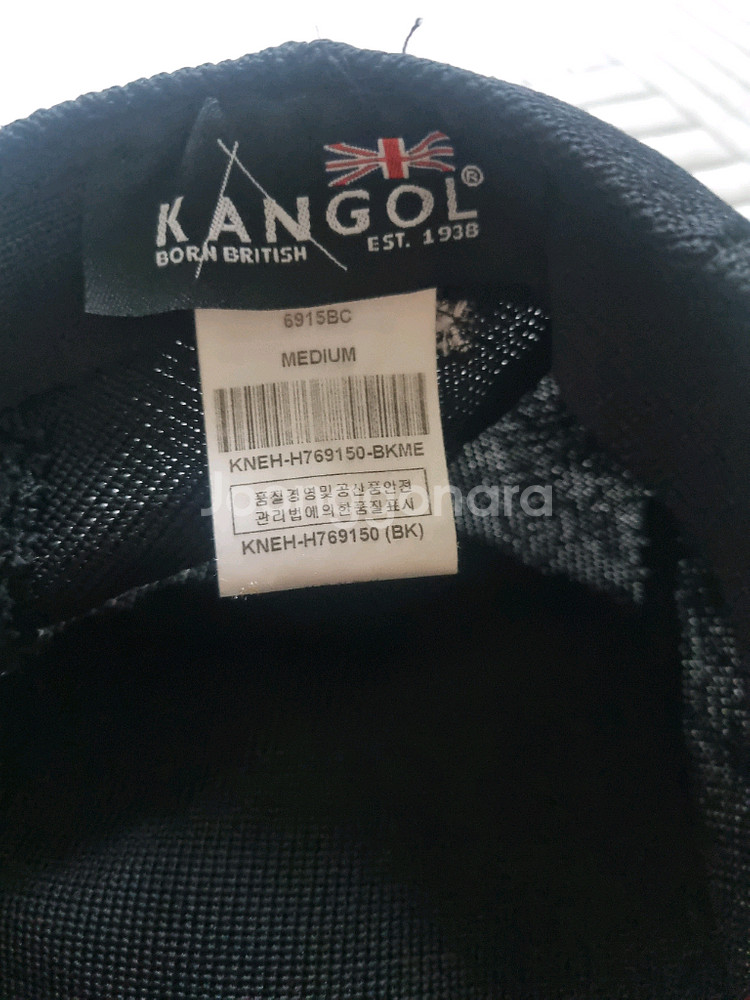 KANGOL®
BORN BRITISH EST. 1938
6915BC
MEDIUM
KNEH-H769150-BKME
품질경영및공산품안전
관리법에의한품질표시
KNEH-H769150 (BK)
Joonggonara